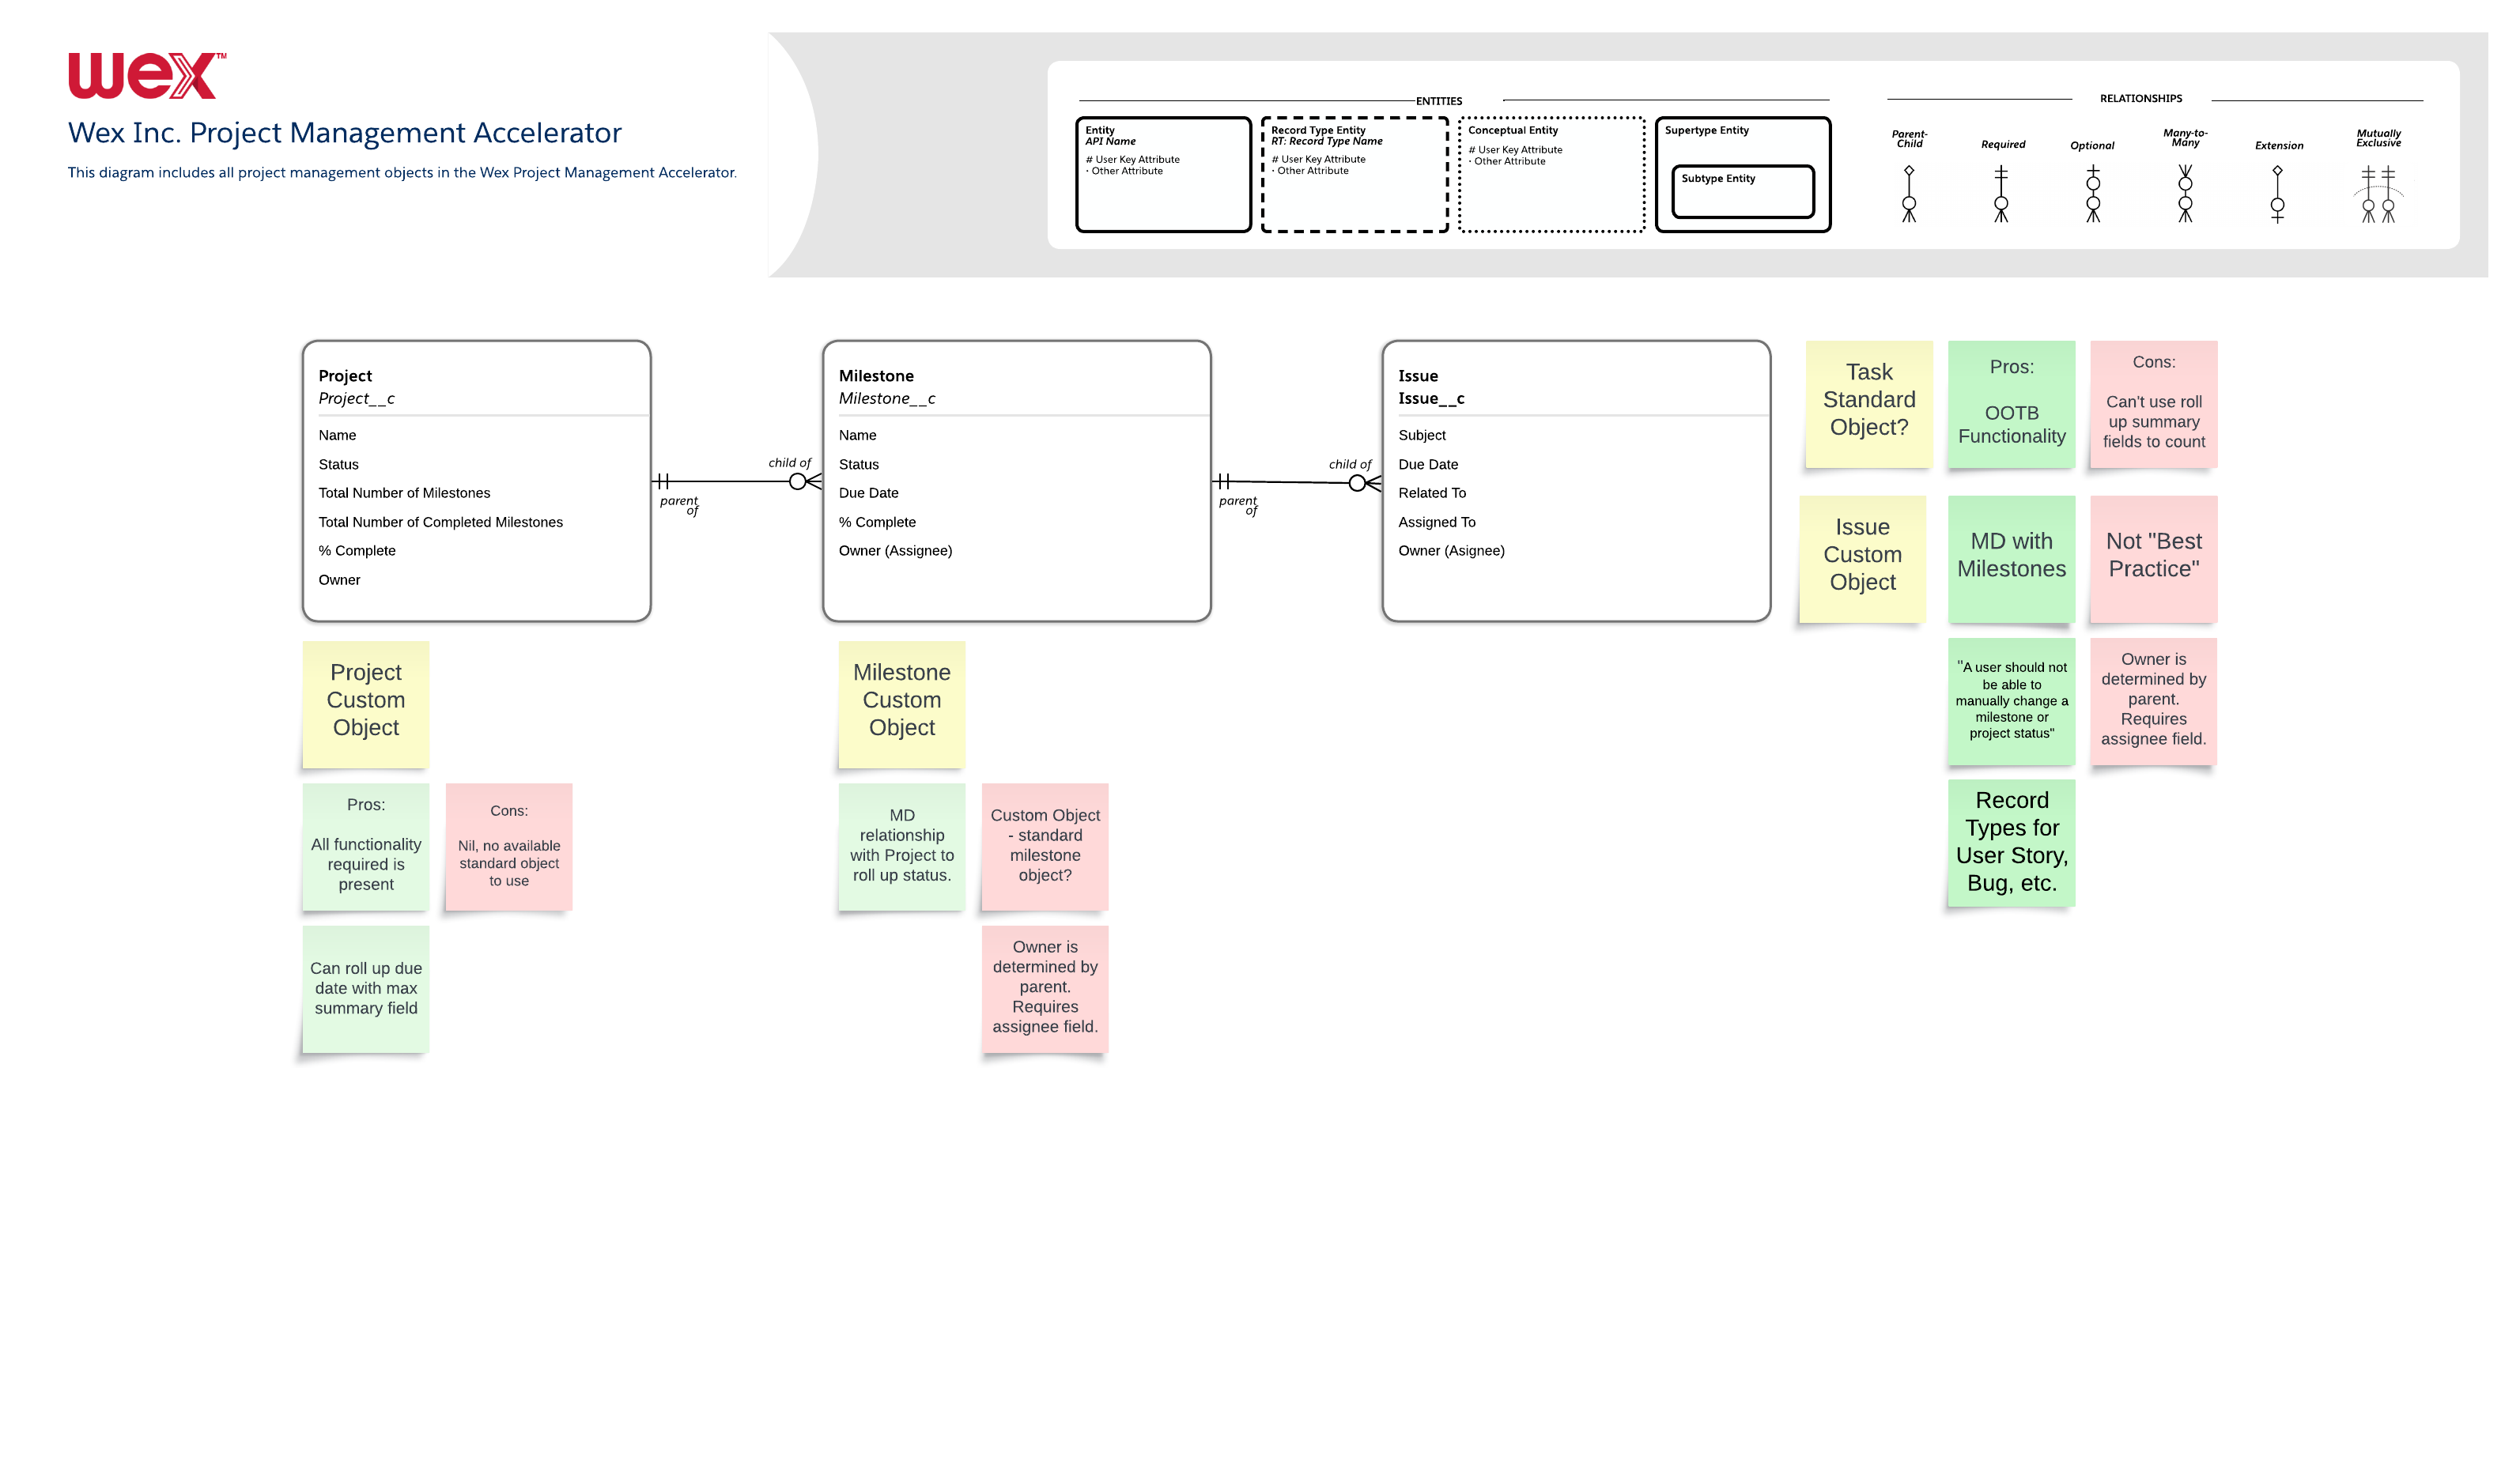 wex™
Wex Inc. Project Management Accelerator
This diagram includes all project management objects in the Wex Project Management Accelerator.
ENTITIES
Entity
API Name
# User Key Attribute
· Other Attribute
Record Type Entity
RT: Record Type Name
# User Key Attribute
· Other Attribute
Conceptual Entity
# User Key Attribute
· Other Attribute
Supertype Entity
Subtype Entity
RELATIONSHIPS
Parent-
Child
Required
Optional
Many-to-
Many
Extension
Mutually
Exclusive
Project
Project__c
Name
Status
Total Number of Milestones
Total Number of Completed Milestones
% Complete
Owner
parent
of
child of
Milestone
Milestone__c
Name
Status
Due Date
% Complete
Owner (Assignee)
parent
of
child of
Issue
Issue__c
Subject
Due Date
Related To
Assigned To
Owner (Asignee)
Task
Standard
Object?
Pros:
OOTB
Functionality
Cons:
Can't use roll
up summary
fields to count
Issue
Custom
Object
MD with
Milestones
Not "Best
Practice"
"A user should not
be able to
manually change a
milestone or
project status"
Owner is
determined by
parent.
Requires
assignee field.
Record
Types for
User Story,
Bug, etc.
Project
Custom
Object
Pros:
All functionality
required is
present
Cons:
Nil, no available
standard object
to use
Can roll up due
date with max
summary field
Milestone
Custom
Object
MD
relationship
with Project to
roll up status.
Custom Object
- standard
milestone
object?
Owner is
determined by
parent.
Requires
assignee field.